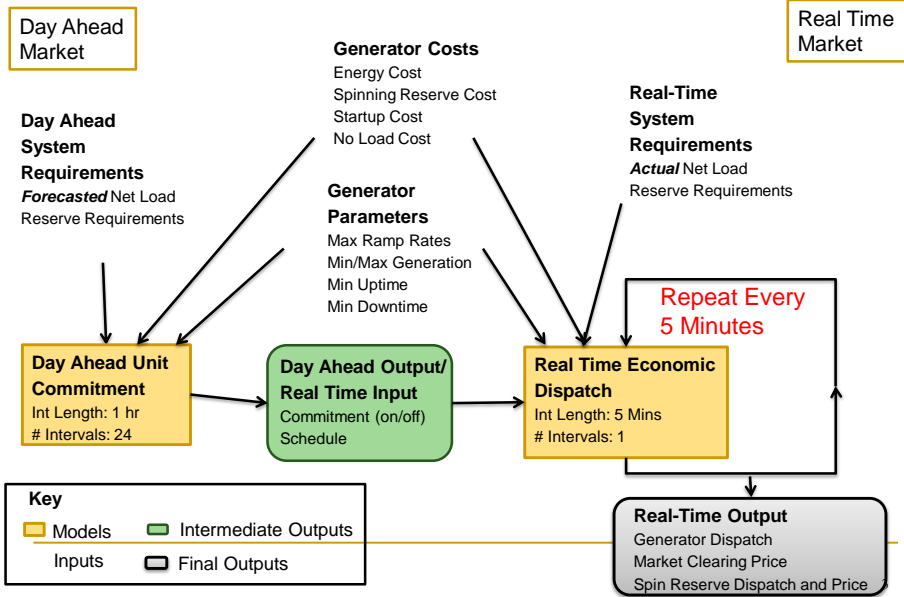 Day Ahead
Market
Real Time
Market
Generator Costs
Energy Cost
Spinning Reserve Cost
Startup Cost
No Load Cost
Day Ahead
System
Requirements
Forecasted Net Load
Reserve Requirements
Real-Time
System
Requirements
Actual Net Load
Reserve Requirements
Generator
Parameters
Max Ramp Rates
Min/Max Generation
Min Uptime
Min Downtime
Repeat Every
5 Minutes
Day Ahead Unit
Commitment
Int Length: 1 hr
# Intervals: 24
Day Ahead Output/
Real Time Input
Commitment (on/off)
Schedule
Real Time Economic
Dispatch
Int Length: 5 Mins
# Intervals: 1
Key
Models
Intermediate Outputs
Inputs
Final Outputs
Real-Time Output
Generator Dispatch
Market Clearing Price
Spin Reserve Dispatch and Price